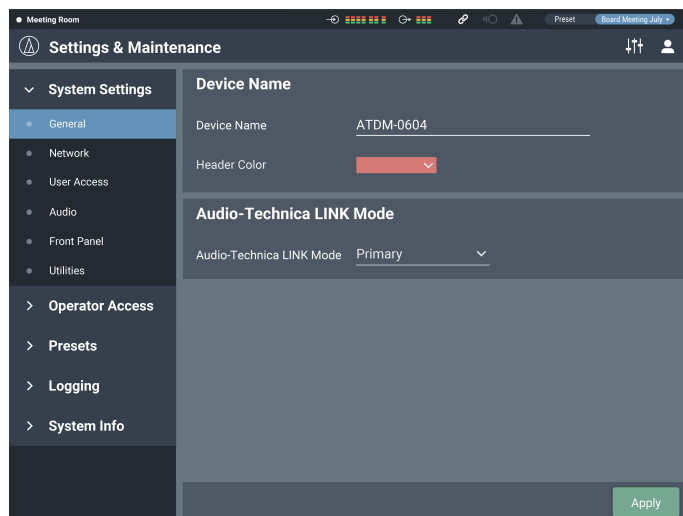 Meeting Room
Preset
Board Meeting July
Settings & Maintenance
System Settings
General
Network
User Access
Audio
Front Panel
Utilities
Operator Access
Presets
Logging
System Info
Device Name
Device Name ATDM-0604
Header Color
Audio-Technica LINK Mode
Audio-Technica LINK Mode Primary
Apply